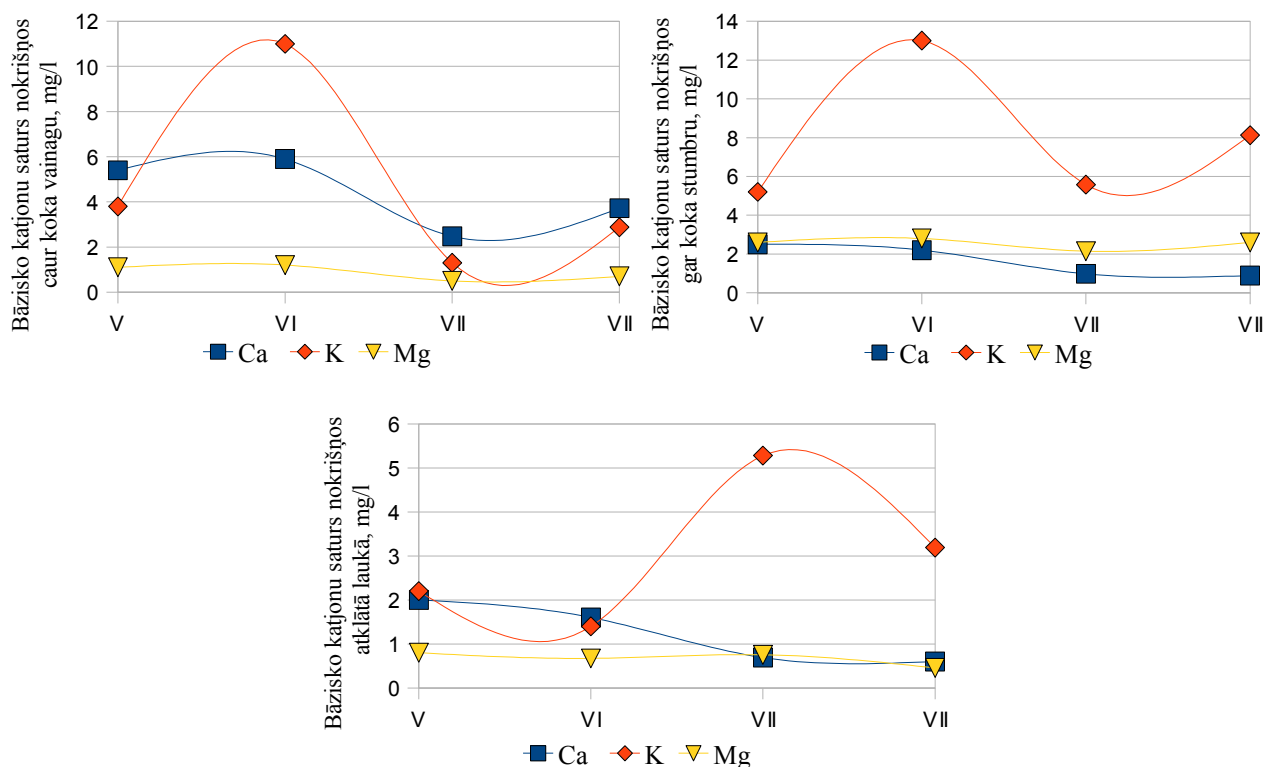 Bāzisko katjonu saturs nokrišņos
caur koka vainagu, mg/l
12
10
8
6
4
2
0
V VI VII VII
Ca K Mg
Bāzisko katjonu saturs nokrišņos
gar koka stumbru, mg/l
14
12
10
8
6
4
2
0
V VI VII VII
Ca K Mg
Bāzisko katjonu saturs nokrišņos
atklātā laukā, mg/l
6
5
4
3
2
1
0
V VI VII VII
Ca K Mg